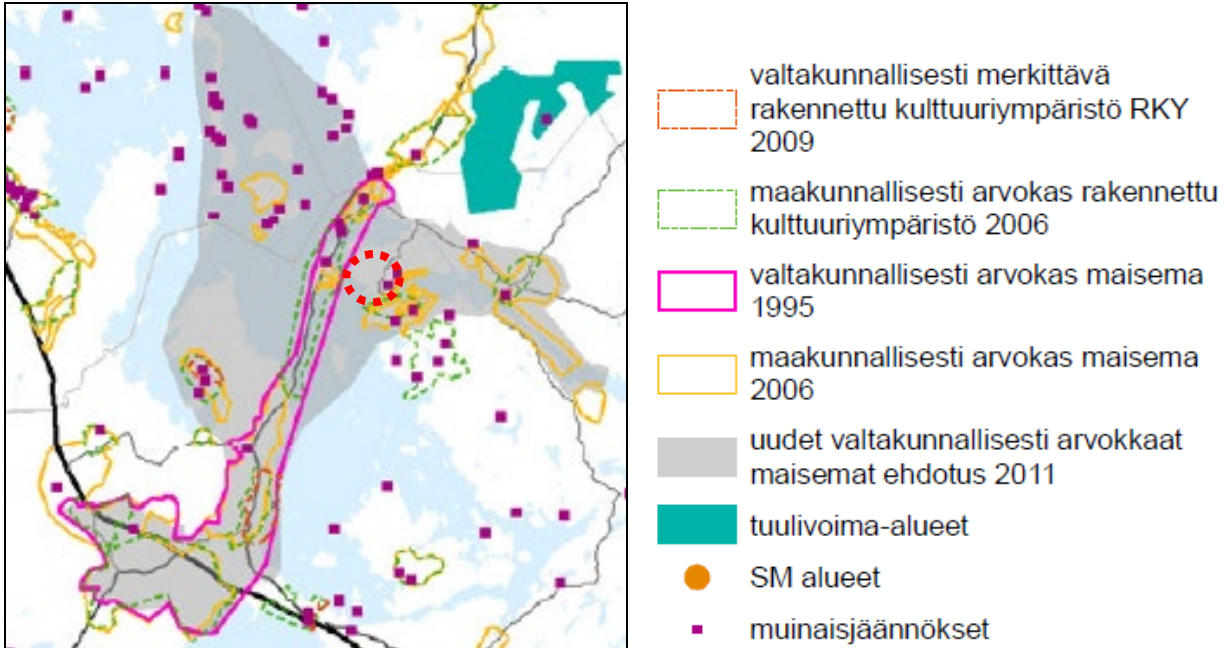 valtakunnallisesti merkittävä
rakennettu kulttuuriympäristö RKY
2009
maakunnallisesti arvokas rakennettu
kulttuuriympäristö 2006
valtakunnallisesti arvokas maisema
1995
maakunnallisesti arvokas maisema
2006
uudet valtakunnallisesti arvokkaat
maisemat ehdotus 2011
tuulivoima-alueet
SM alueet
muinaisjäännökset